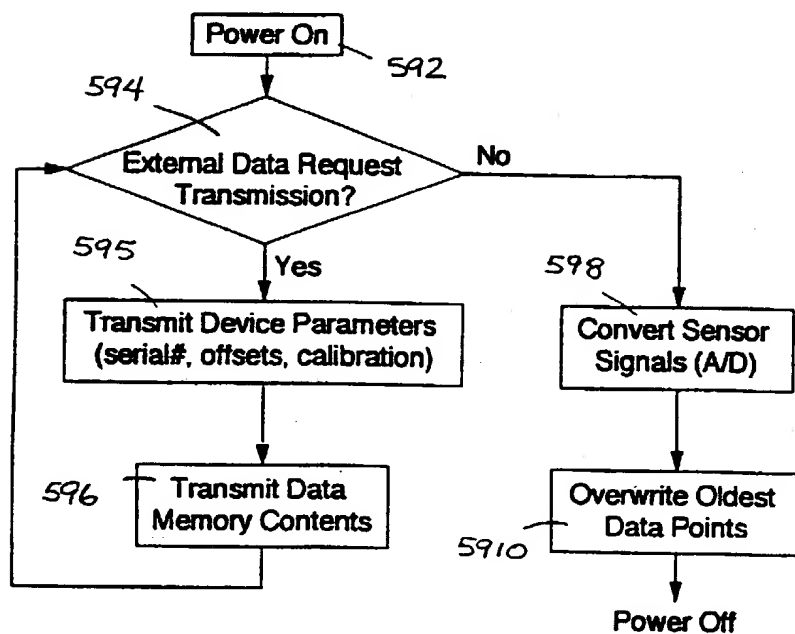 Power On
592
594
External Data Request
Transmission?
No
595
Yes
598
Transmit Device Parameters
(serial#, offsets, calibration)
Convert Sensor
Signals (A/D)
596
Transmit Data
Memory Contents
Overwrite Oldest
Data Points
5910
Power Off